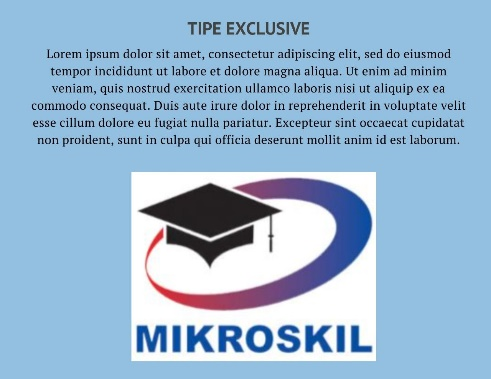 TIPE EXCLUSIVE
Lorem ipsum dolor sit amet, consectetur adipiscing elit, sed do eiusmod
tempor incididunt ut labore et dolore magna aliqua. Ut enim ad minim
veniam, quis nostrud exercitation ullamco laboris nisi ut aliquip ex ea
commodo consequat. Duis aute irure dolor in reprehenderit in voluptate velit
esse cillum dolore eu fugiat nulla pariatur. Excepteur sint occaecat cupidatat
non proident, sunt in culpa qui officia deserunt mollit anim id est laborum.
MIKROSKIL